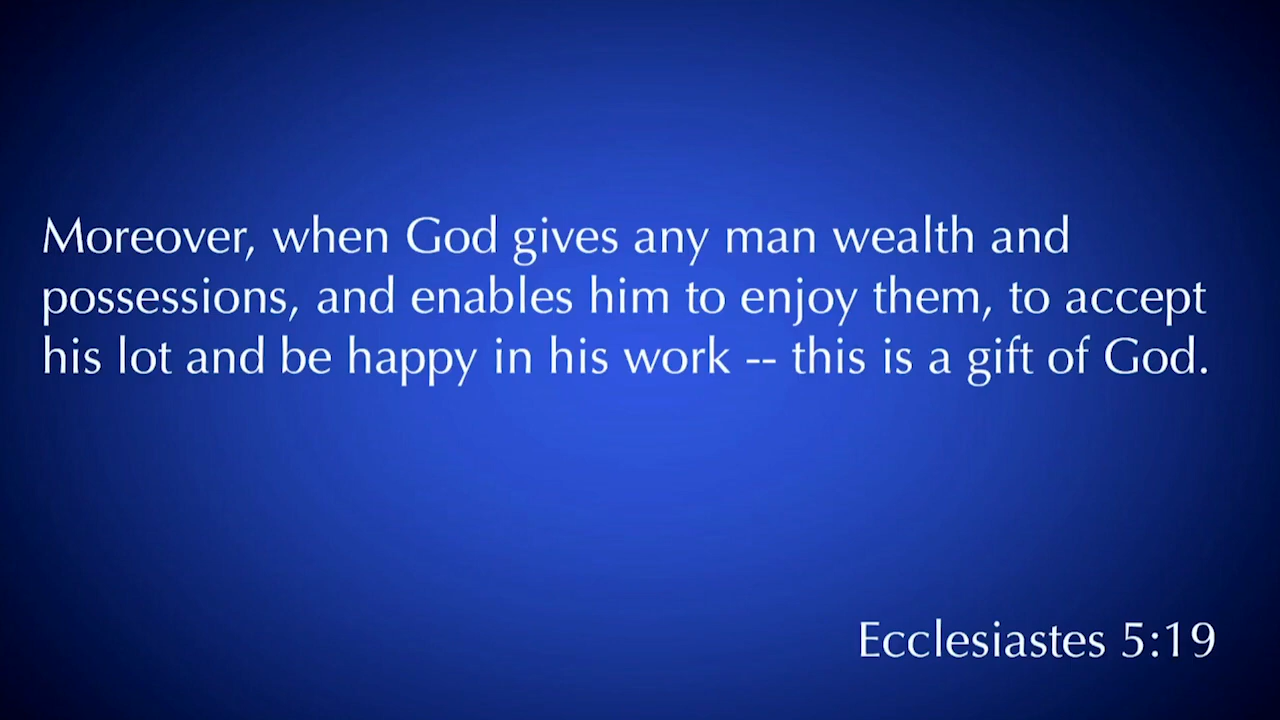 Moreover, when God gives any man wealth and
possessions, and enables him to enjoy them, to accept
his lot and be happy in his work -- this is a gift of God.
Ecclesiastes 5:19